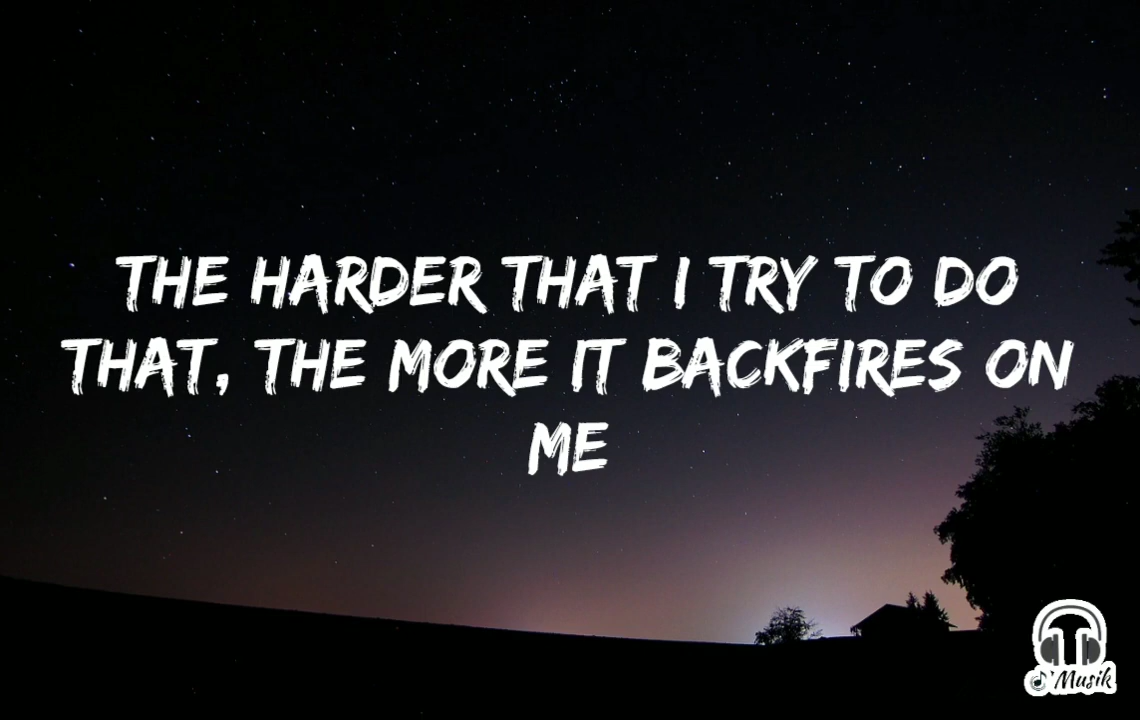 THE HARDER THAT I TRY TO DO
THAT, THE MORE IT BACKFIRES ON
ME
Musik